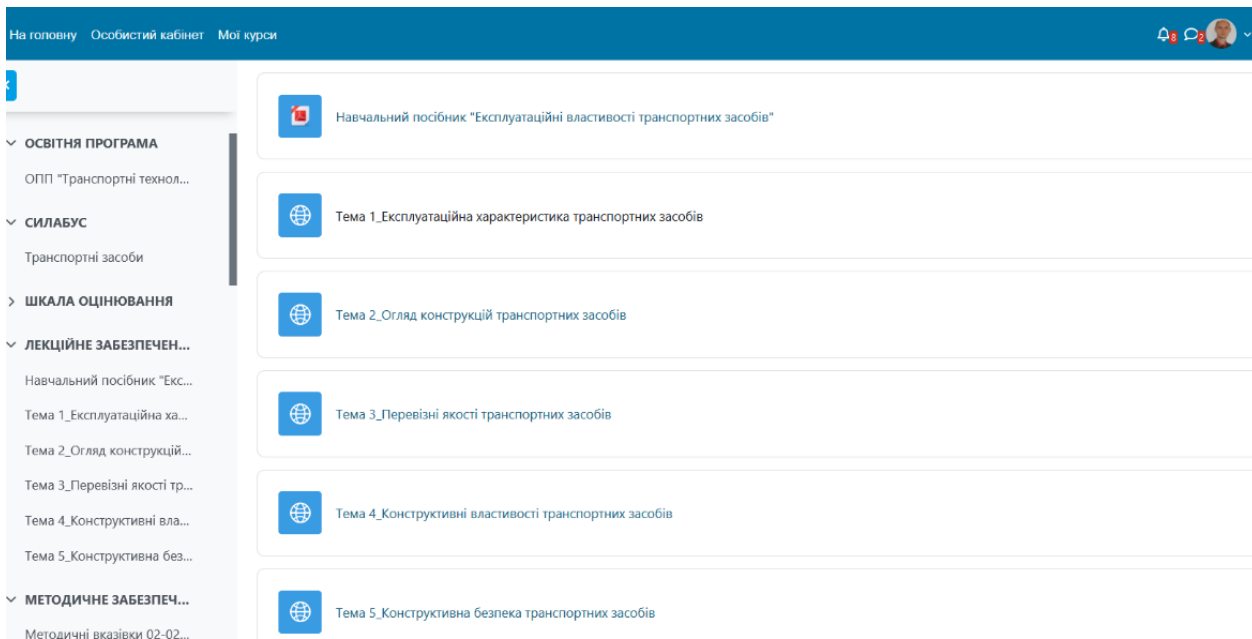 На головну Особистий кабінет Мої курси
8 2
ОСВІТНЯ ПРОГРАМА
ОПП "Транспортні технол...
СИЛАБУС
Транспортні засоби
ШКАЛА ОЦІНЮВАННЯ
ЛЕКЦІЙНЕ ЗАБЕЗПЕЧЕН...
Навчальний посібник "Екс...
Тема 1_Експлуатаційна ха...
Тема 2_Огляд конструкцій...
Тема 3_Перевізні якості тр...
Тема 4_Конструктивні вла...
Тема 5_Конструктивна без...
МЕТОДИЧНЕ ЗАБЕЗПЕЧ...
Методичні вказівки 02-02...
Навчальний посібник "Експлуатаційні властивості транспортних засобів"
Тема 1_Експлуатаційна характеристика транспортних засобів
Тема 2_Огляд конструкцій транспортних засобів
Тема 3_Перевізні якості транспортних засобів
Тема 4_Конструктивні властивості транспортних засобів
Тема 5_Конструктивна безпека транспортних засобів